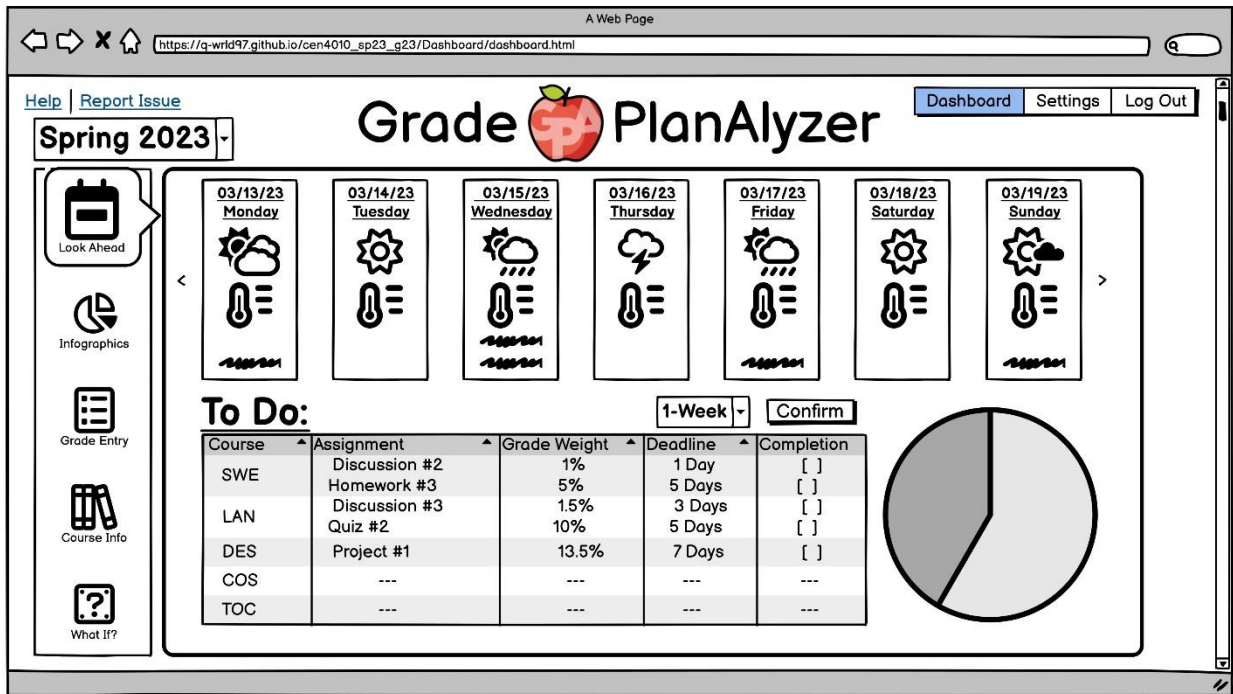 A Web Page
https://q-wrld97.github.io/cen4010_sp23_g23/Dashboard/dashboard.html
Help | Report Issue
Grade GPA PlanAlyzer
Dashboard Settings Log Out
Spring 2023
Look Ahead
Infographics
Grade Entry
Course Info
What If?
03/13/23 03/14/23 03/15/23 03/16/23 03/17/23 03/18/23 03/19/23
Monday Tuesday Wednesday Thursday Friday Saturday Sunday
< >
To Do: 1-Week Confirm
Course Assignment Grade Weight Deadline Completion
SWE Discussion #2 1% 1 Day [ ]
Homework #3 5% 5 Days [ ]
LAN Discussion #3 1.5% 3 Days [ ]
Quiz #2 10% 5 Days [ ]
DES Project #1 13.5% 7 Days [ ]
COS --- --- --- ---
TOC --- --- --- ---